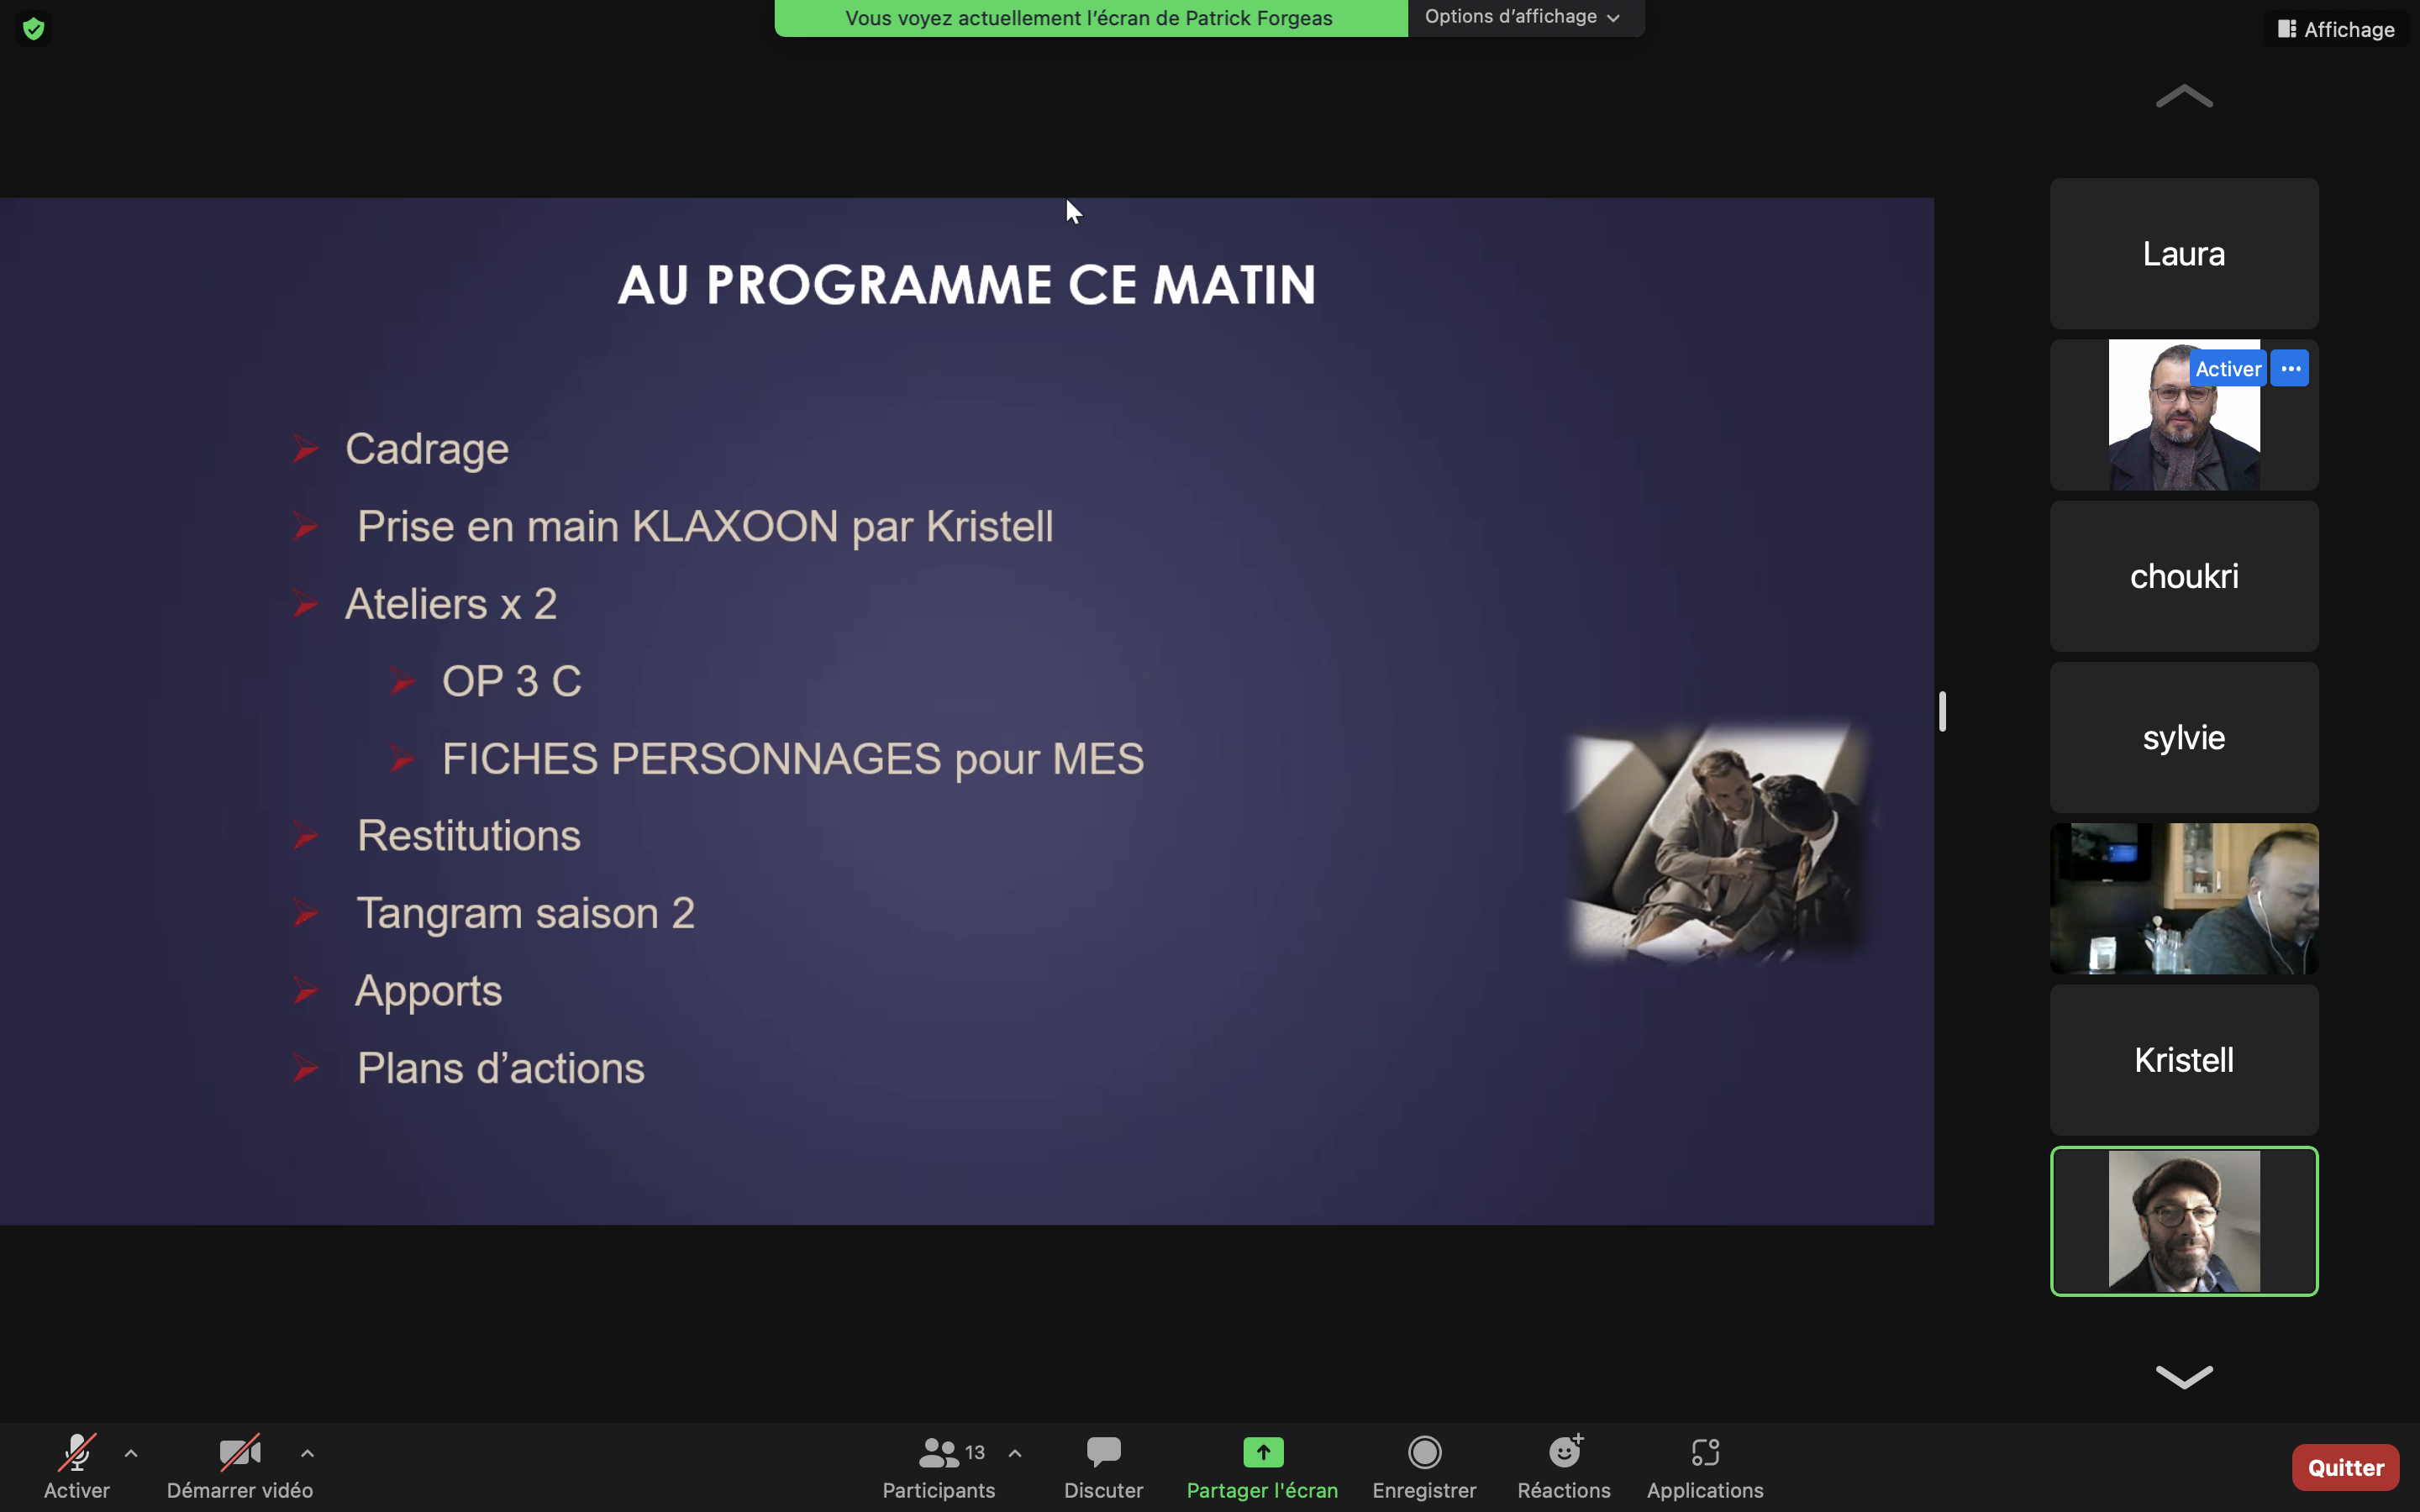 Vous voyez actuellement l'écran de Patrick Forgeas
Options d'affichage
Affichage
AU PROGRAMME CE MATIN
Cadrage
Prise en main KLAXOON par Kristell
Ateliers x 2
OP 3 C
FICHES PERSONNAGES pour MES
Restitutions
Tangram saison 2
Apports
Plans d'actions
Laura
Activer
choukri
sylvie
Kristell
Activer
Démarrer vidéo
13
Participants
Discuter
Partager l'écran
Enregistrer
Réactions
Applications
Quitter